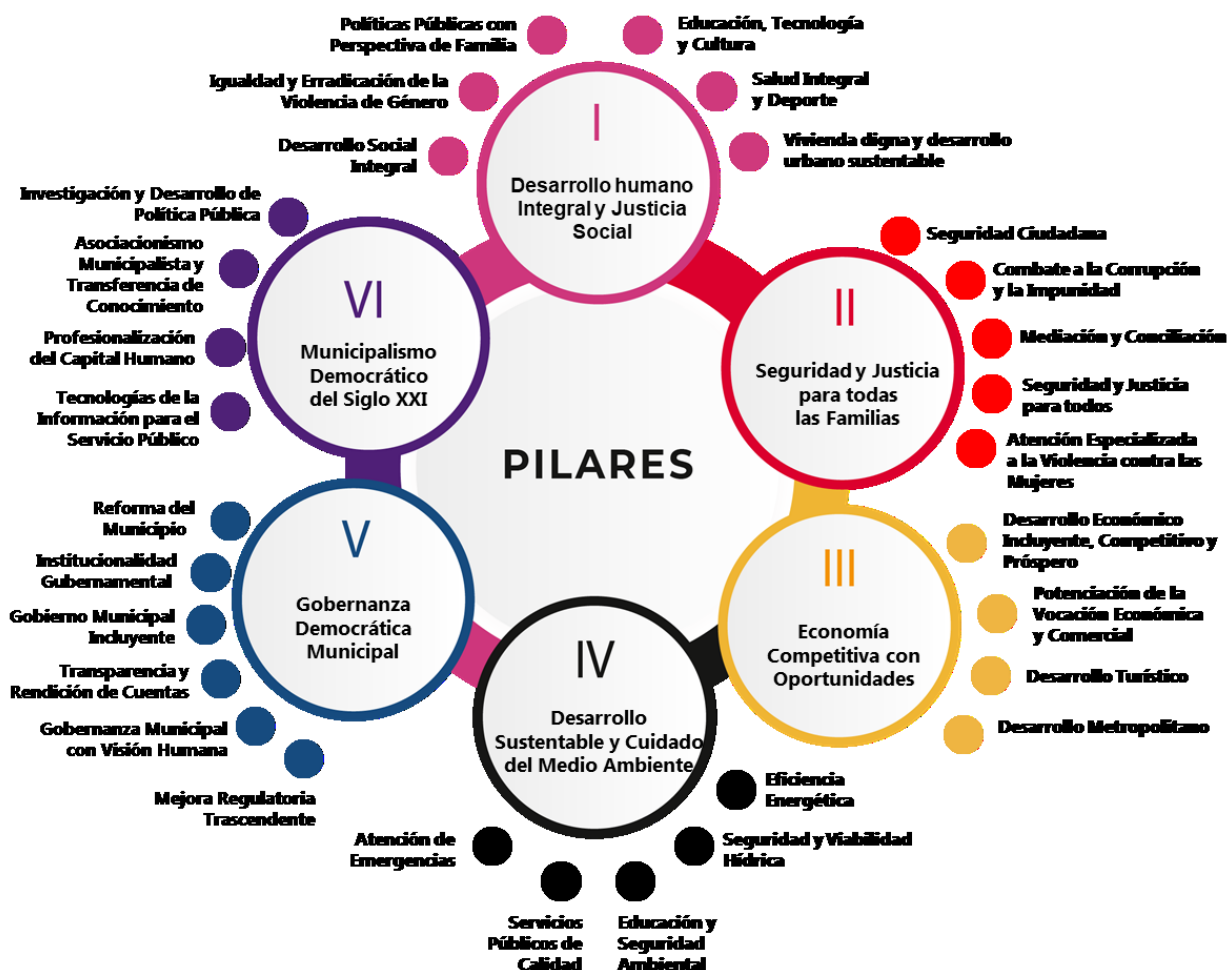 PILARES
I
Desarrollo humano
Integral y Justicia
Social
Políticas Públicas con
Perspectiva de Familia
Igualdad y Erradicación de la
Violencia de Género
Desarrollo Social
Integral
Educación, Tecnología
y Cultura
Salud Integral
y Deporte
Vivienda digna y desarrollo
urbano sustentable
II
Seguridad y Justicia
para todas
las Familias
Seguridad Ciudadana
Combate a la Corrupción
y la Impunidad
Mediación y Conciliación
Seguridad y Justicia
para todos
Atención Especializada
a la Violencia contra las
Mujeres
III
Economía
Competitiva con
Oportunidades
Desarrollo Económico
Incluyente, Competitivo y
Próspero
Potenciación de la
Vocación Económica
y Comercial
Desarrollo Turístico
Desarrollo Metropolitano
IV
Desarrollo
Sustentable y Cuidado
del Medio Ambiente
Eficiencia
Energética
Seguridad y Viabilidad
Hídrica
Educación y
Seguridad
Ambiental
Servicios
Públicos de
Calidad
Atención de
Emergencias
V
Gobernanza
Democrática
Municipal
Reforma del
Municipio
Institucionalidad
Gubernamental
Gobierno Municipal
Incluyente
Transparencia y
Rendición de Cuentas
Gobernanza Municipal
con Visión Humana
Mejora Regulatoria
Trascendente
VI
Municipalismo
Democrático
del Siglo XXI
Investigación y Desarrollo de
Política Pública
Asociacionismo
Municipalista y
Transferencia de
Conocimiento
Profesionalización
del Capital Humano
Tecnologías de la
Información para el
Servicio Público